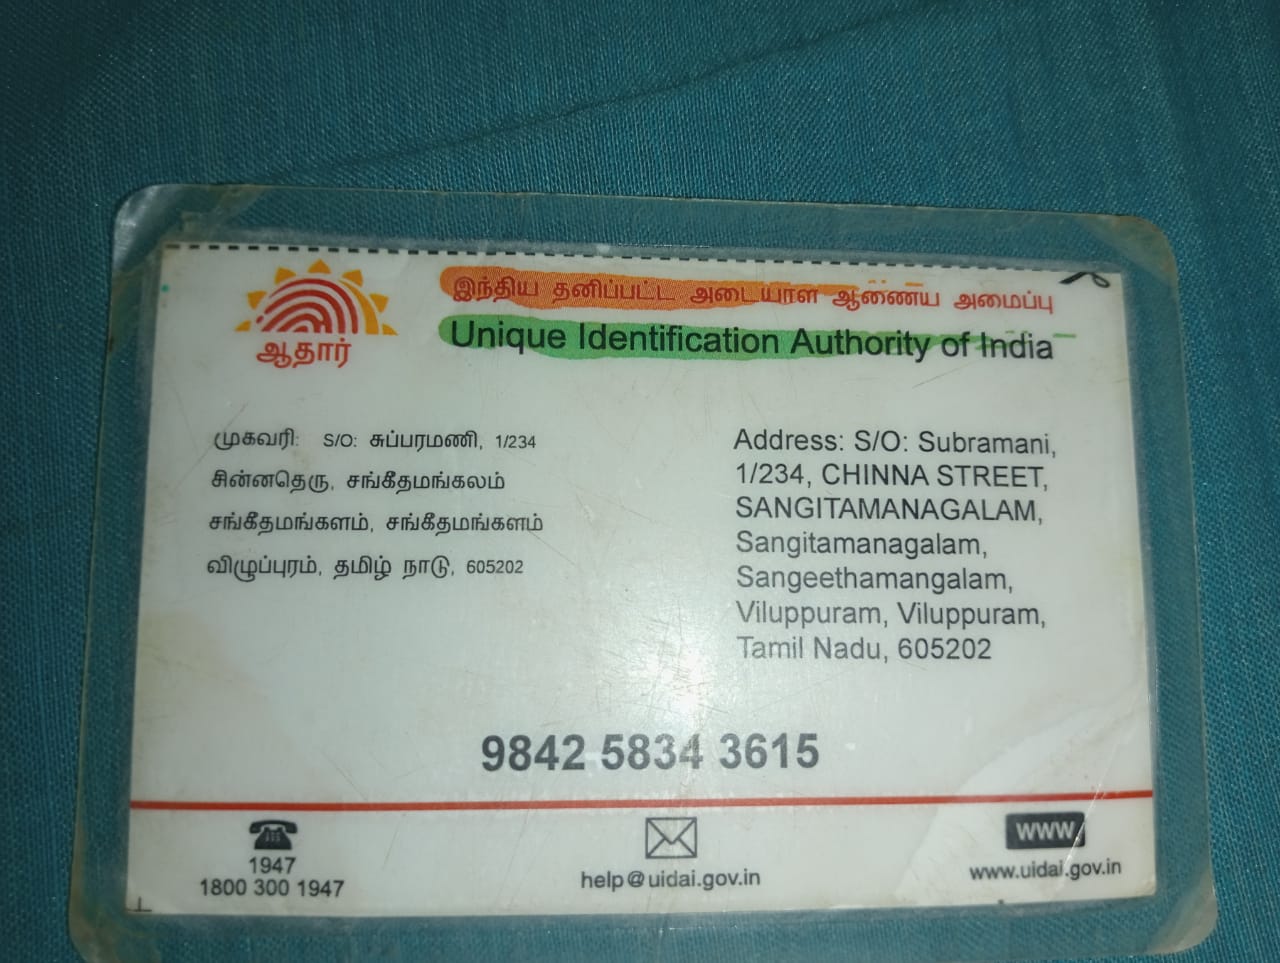 ஆதார்
இந்திய தனிப்பட்ட அடையாள ஆணைய அமைப்பு
Unique Identification Authority of India
முகவரி: S/O: சுப்பரமணி, 1/234
சின்னதெரு, சங்கீதமங்கலம்
சங்கீதமங்களம், சங்கீதமங்களம்
விழுப்புரம், தமிழ் நாடு, 605202
Address: S/O: Subramani,
1/234, CHINNA STREET,
SANGITAMANAGALAM,
Sangitamanagalam,
Sangeethamangalam,
Viluppuram, Viluppuram,
Tamil Nadu, 605202
9842 5834 3615
1947
1800 300 1947
help@uidai.gov.in
www
www.uidai.gov.in